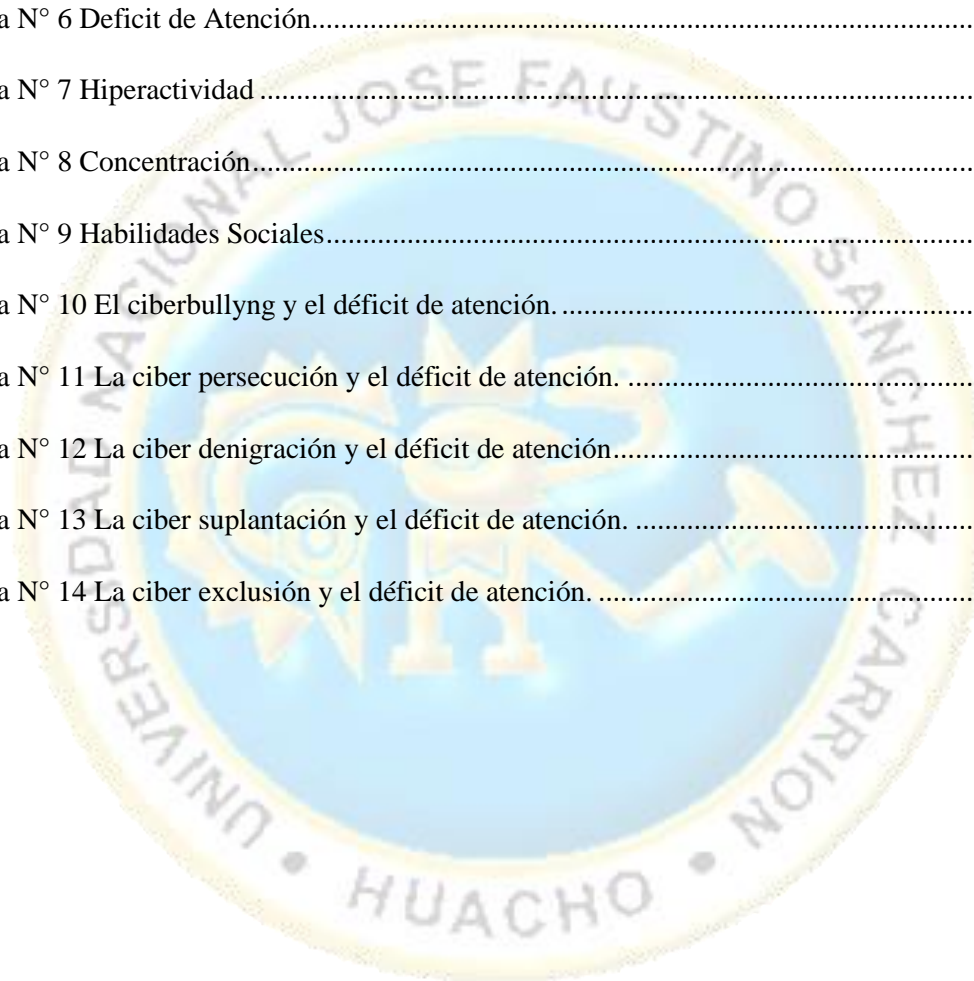 a N° 6 Deficit de Atención..............................................................................................
a N° 7 Hiperactividad ......................................................................................................
a N° 8 Concentración.......................................................................................................
a N° 9 Habilidades Sociales.............................................................................................
a N° 10 El ciberbullyng y el déficit de atención. ..........................................................
a N° 11 La ciber persecución y el déficit de atención. .................................................
a N° 12 La ciber denigración y el déficit de atención...................................................
a N° 13 La ciber suplantación y el déficit de atención. ................................................
a N° 14 La ciber exclusión y el déficit de atención. .....................................................
UNIVERSDAD NACIONAL JOSE FAUSTINO SANCHEZ CARRION • HUACHO •